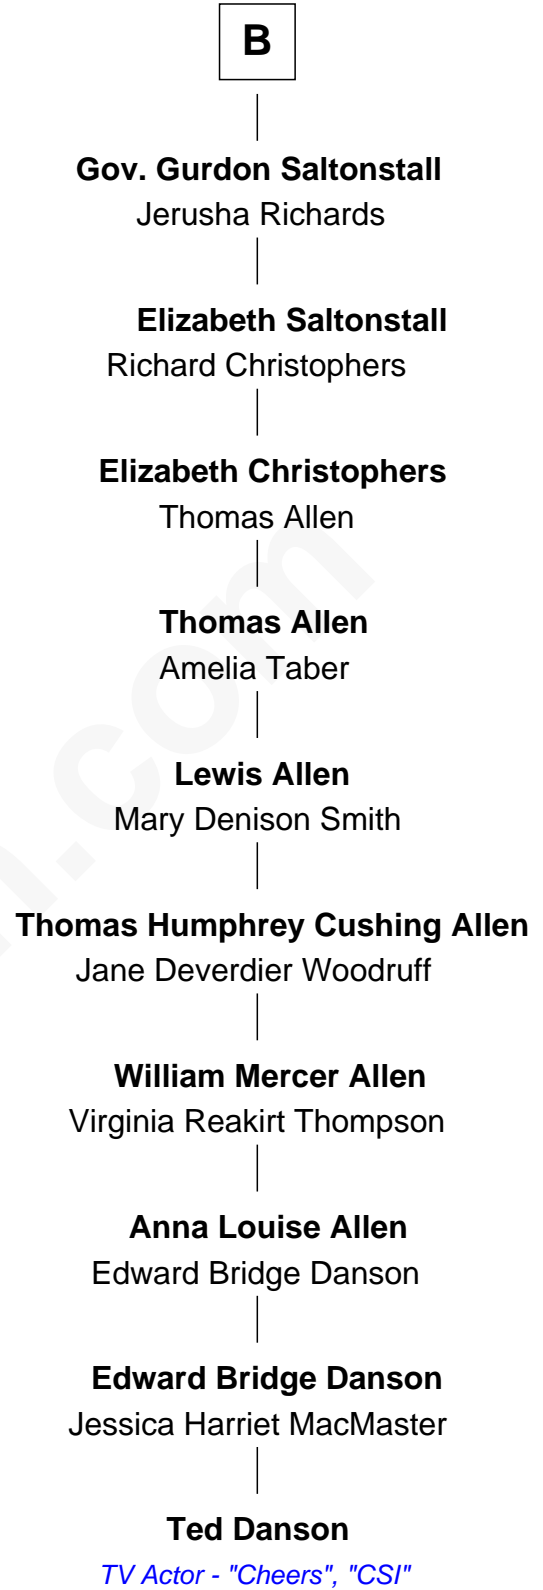 B
Gov. Gurdon Saltonstall
Jerusha Richards
Elizabeth Saltonstall
Richard Christophers
Elizabeth Christophers
Thomas Allen
Thomas Allen
Amelia Taber
Lewis Allen
Mary Denison Smith
Thomas Humphrey Cushing Allen
Jane Deverdier Woodruff
William Mercer Allen
Virginia Reakirt Thompson
Anna Louise Allen
Edward Bridge Danson
Edward Bridge Danson
Jessica Harriet MacMaster
Ted Danson
TV Actor - "Cheers", "CSI"